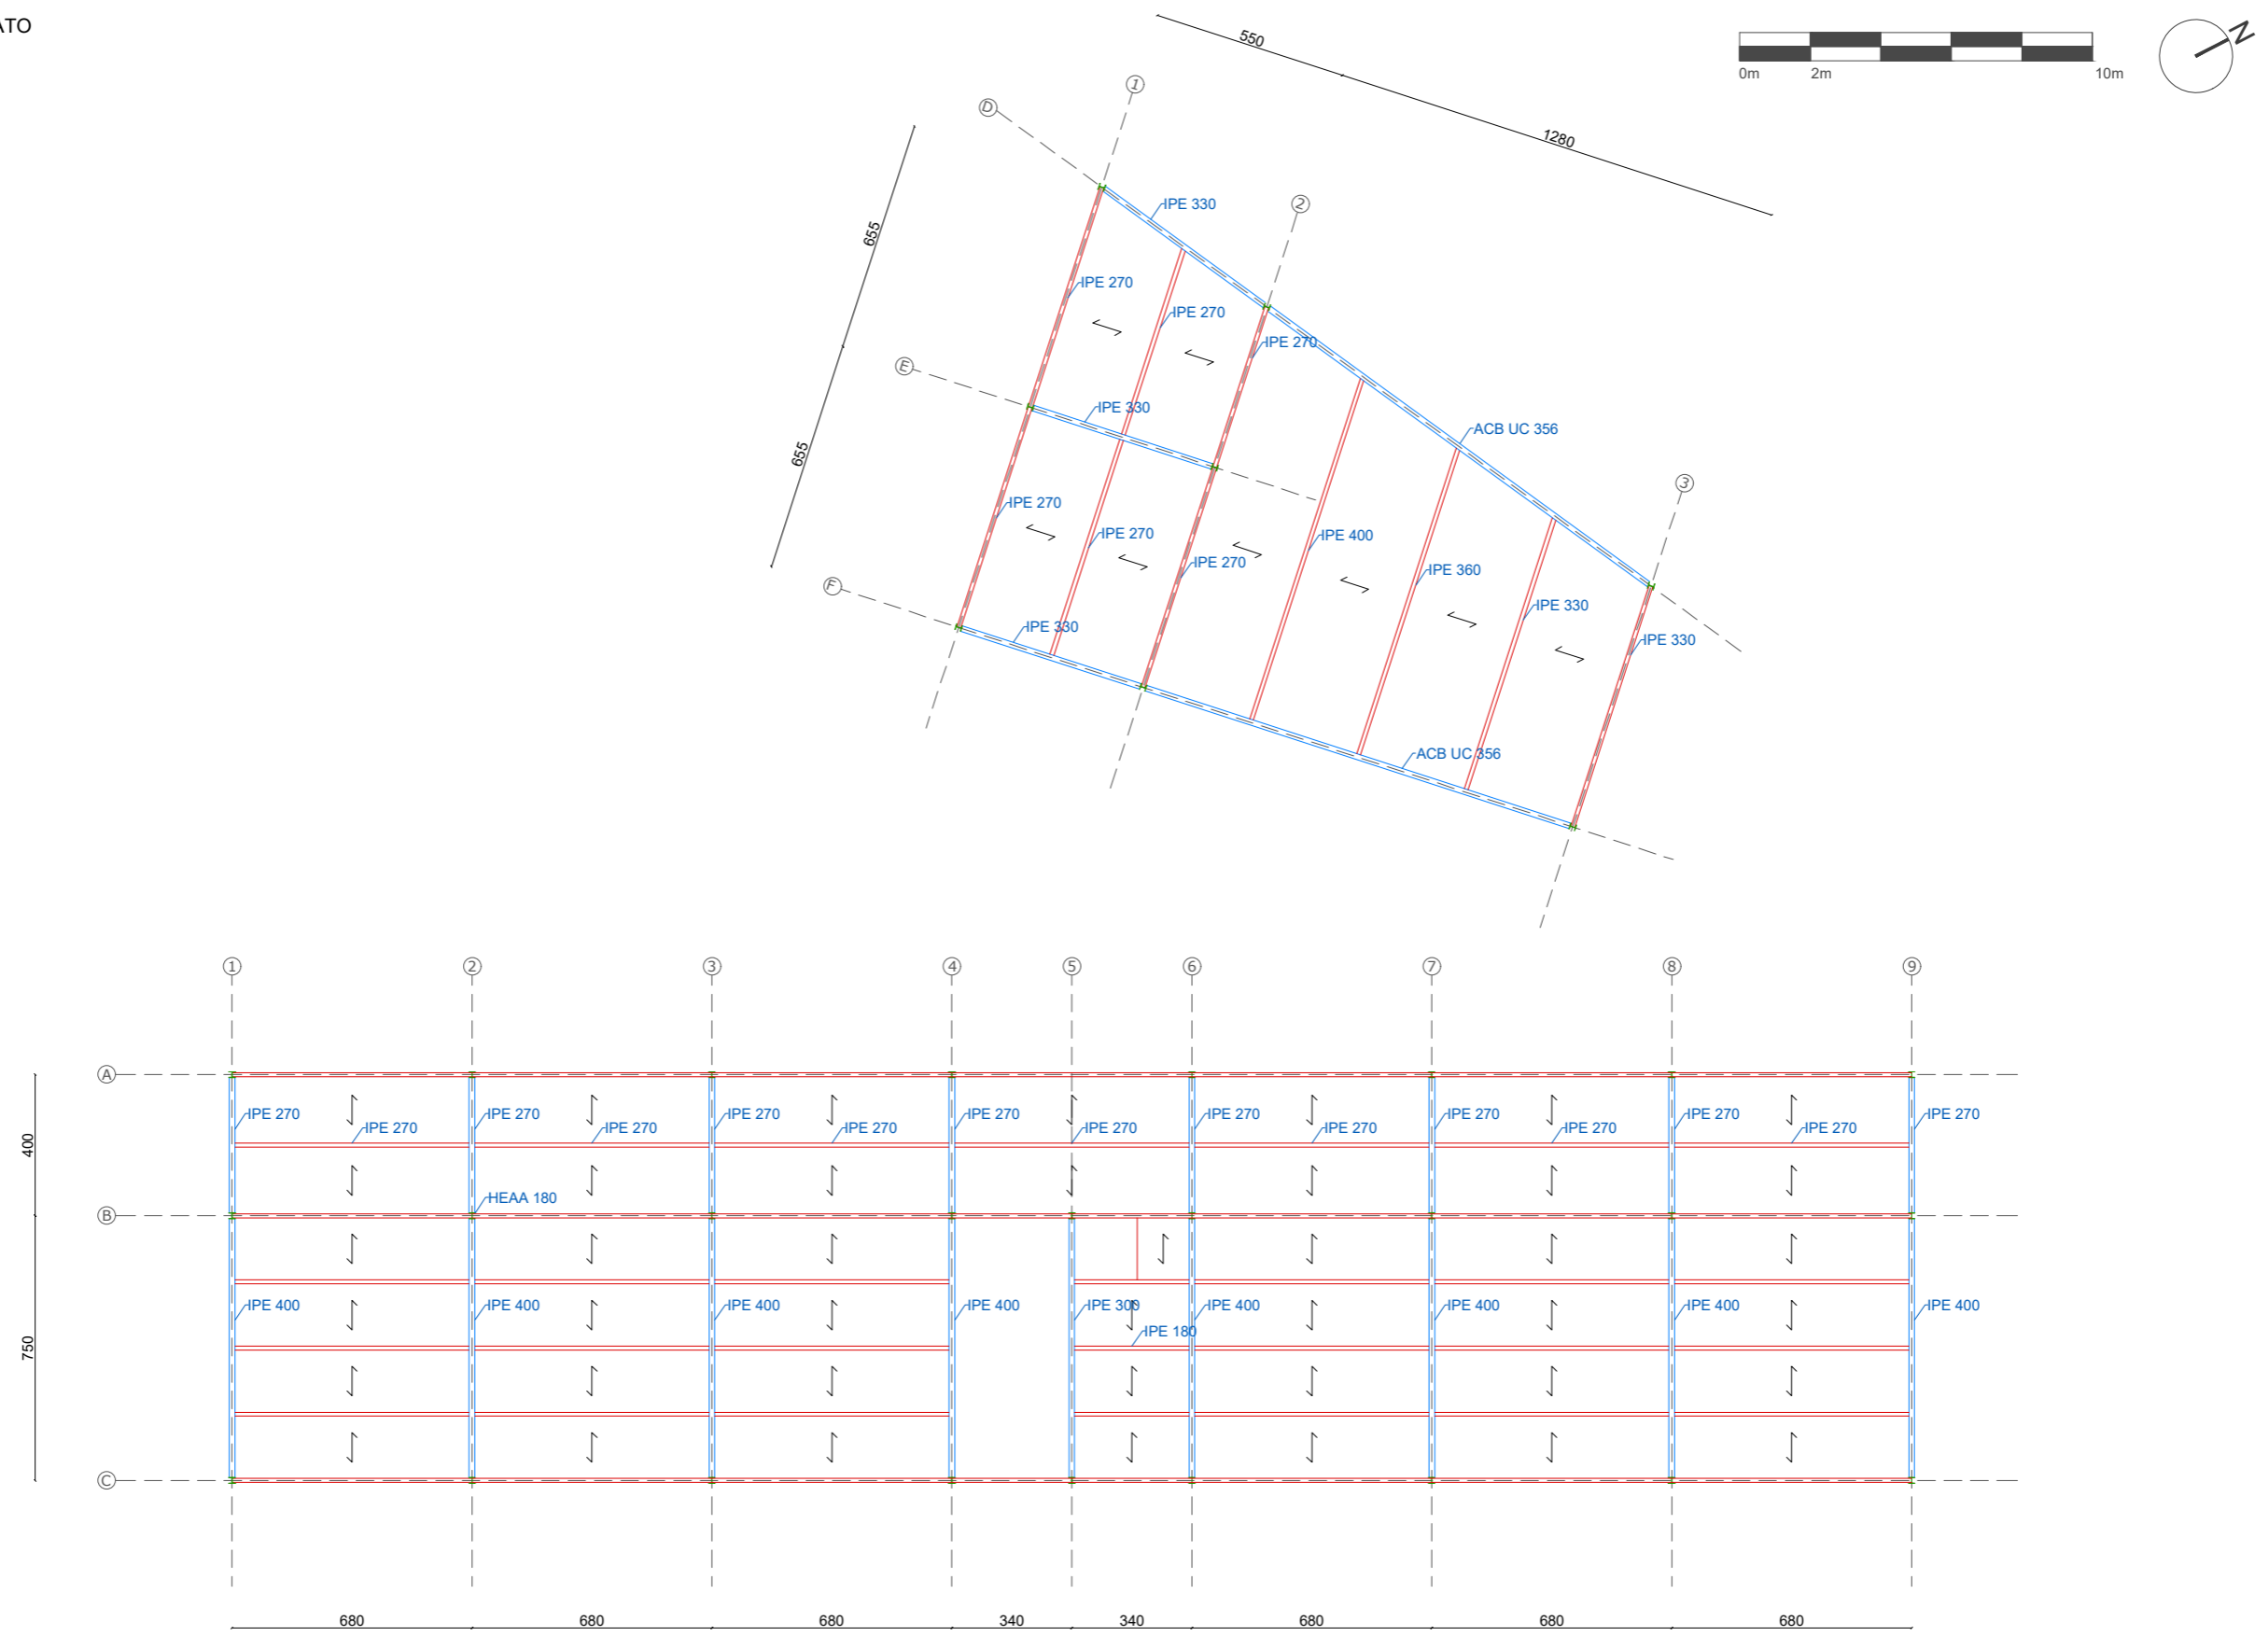 ATO
550
1280
0m 2m 10m
N
1
D
655
IPE 330
2
IPE 270
IPE 270
IPE 270
E
IPE 330
ACB UC 356
655
3
IPE 270
IPE 270
IPE 270
IPE 400
IPE 360
F
IPE 330
IPE 330
IPE 330
ACB UC 356
1 2 3 4 5 6 7 8 9
A
IPE 270 IPE 270 IPE 270 IPE 270 IPE 270 IPE 270 IPE 270 IPE 270
IPE 270 IPE 270 IPE 270 IPE 270 IPE 270 IPE 270 IPE 270
400
HEAA 180
B
IPE 400 IPE 400 IPE 400 IPE 400 IPE 300 IPE 400 IPE 400 IPE 400 IPE 400
IPE 180
750
C
680 680 680 340 340 680 680 680